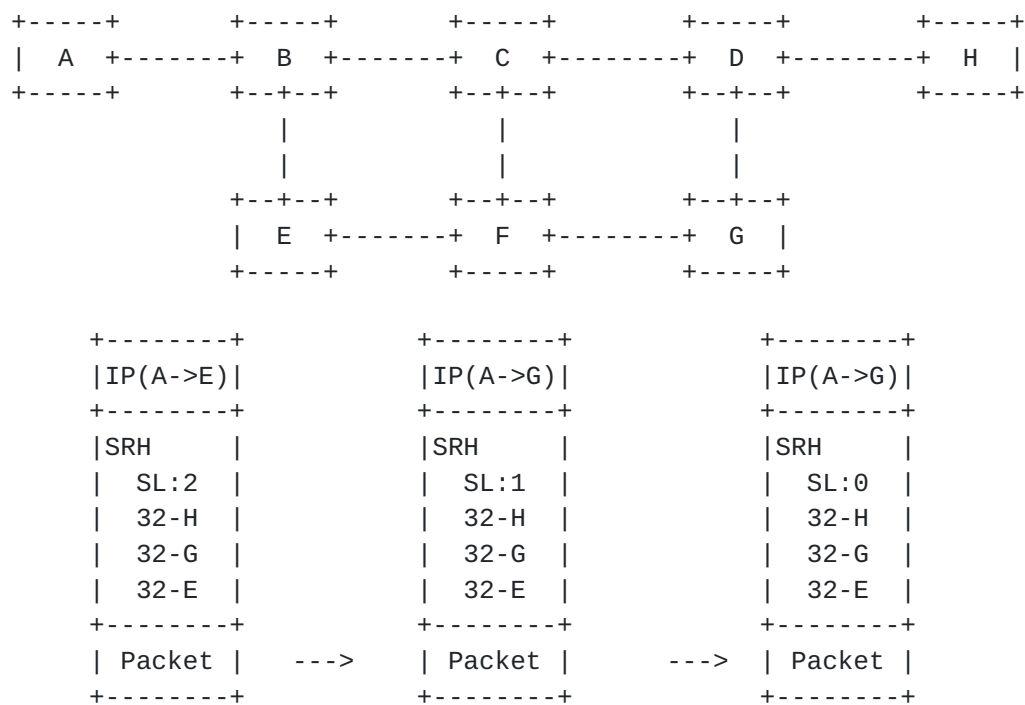 +-----+       +-----+       +-----+        +-----+        +-----+
|  A  +-------+  B  +-------+  C  +--------+  D  +--------+  H  |
+-----+       +--+--+       +--+--+        +--+--+        +-----+
                 |             |              |
                 |             |              |
              +--+--+       +--+--+        +--+--+
              |  E  +-------+  F  +--------+  G  |
              +-----+       +-----+        +-----+

     +--------+           +--------+            +--------+
     |IP(A->E)|           |IP(A->G)|            |IP(A->G)|
     +--------+           +--------+            +--------+
     |SRH     |           |SRH     |            |SRH     |
     |  SL:2  |           |  SL:1  |            |  SL:0  |
     |  32-H  |           |  32-H  |            |  32-H  |
     |  32-G  |           |  32-G  |            |  32-G  |
     |  32-E  |           |  32-E  |            |  32-E  |
     +--------+           +--------+            +--------+
     | Packet |   --->    | Packet |      --->  | Packet |
     +--------+           +--------+            +--------+